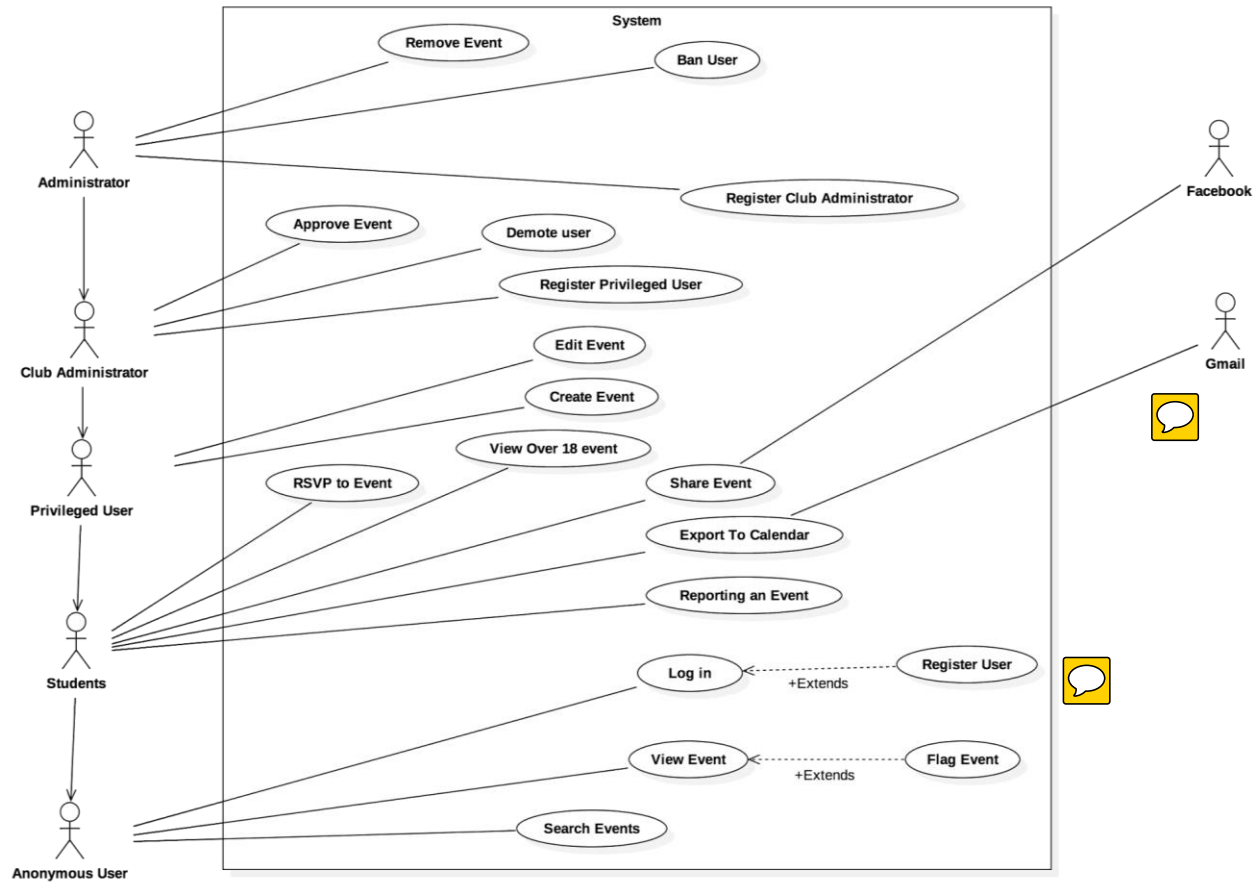 System
Remove Event
Ban User
Administrator
Facebook
Register Club Administrator
Approve Event
Demote user
Register Privileged User
Edit Event
Gmail
Club Administrator
Create Event
View Over 18 event
RSVP to Event
Share Event
Privileged User
Export To Calendar
Reporting an Event
Log in
+Extends
Register User
Students
View Event
+Extends
Flag Event
Search Events
Anonymous User